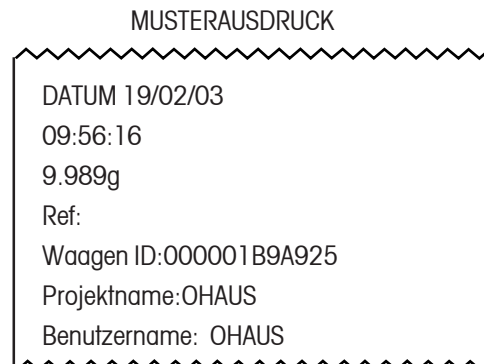 MUSTERAUSDRUCK
DATUM 19/02/03
09:56:16
9.989g
Ref:
Waagen ID:000001B9A925
Projektname:OHAUS
Benutzername: OHAUS